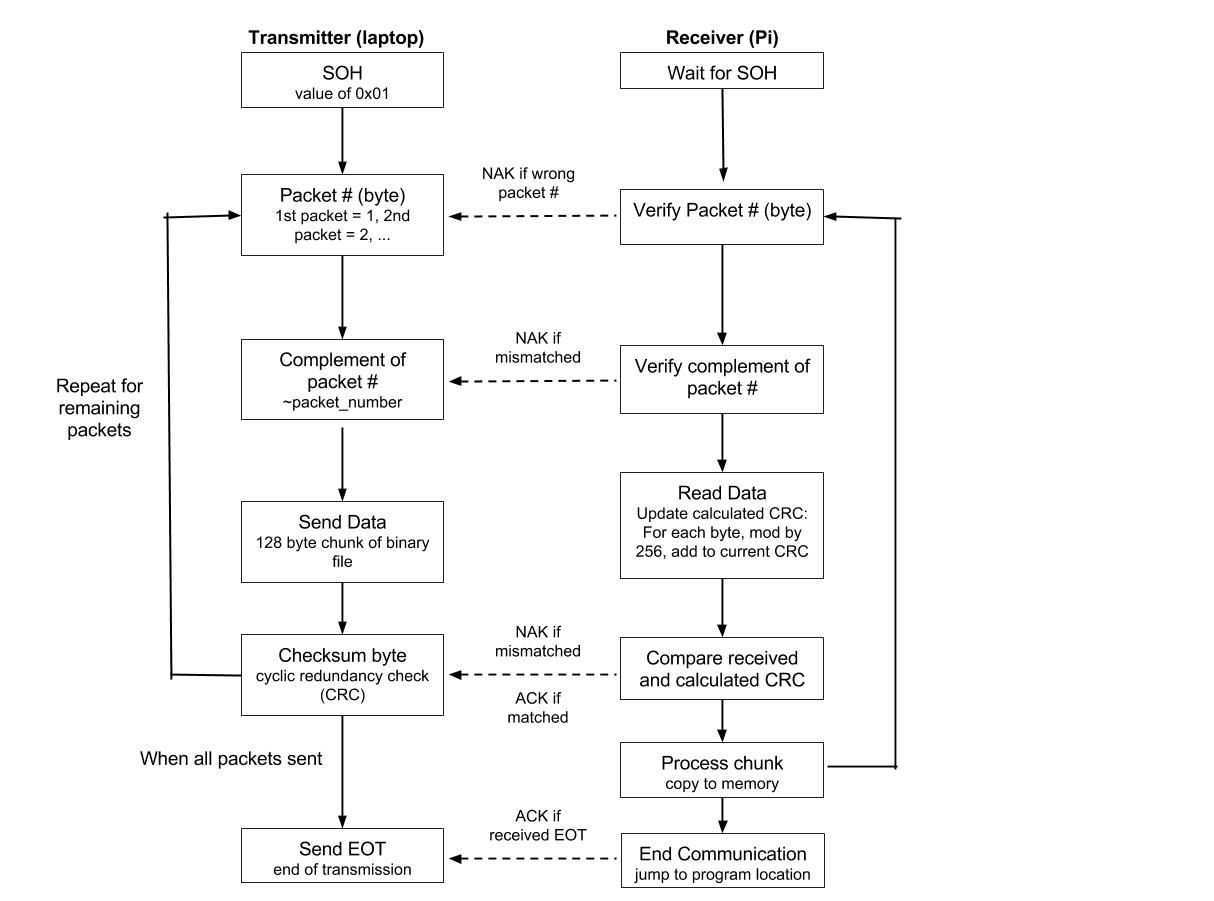 Transmitter (laptop)
Receiver (Pi)
SOH
value of 0x01
Wait for SOH
NAK if wrong
packet #
Packet # (byte)
1st packet = 1, 2nd
packet = 2, ...
Verify Packet # (byte)
NAK if
mismatched
Complement of
packet #
~packet_number
Verify complement of
packet #
Repeat for
remaining
packets
Send Data
128 byte chunk of binary
file
Read Data
Update calculated CRC:
For each byte, mod by
256, add to current CRC
NAK if
mismatched
Checksum byte
cyclic redundancy check
(CRC)
Compare received
and calculated CRC
ACK if
matched
When all packets sent
Process chunk
copy to memory
ACK if
received EOT
Send EOT
end of transmission
End Communication
jump to program location